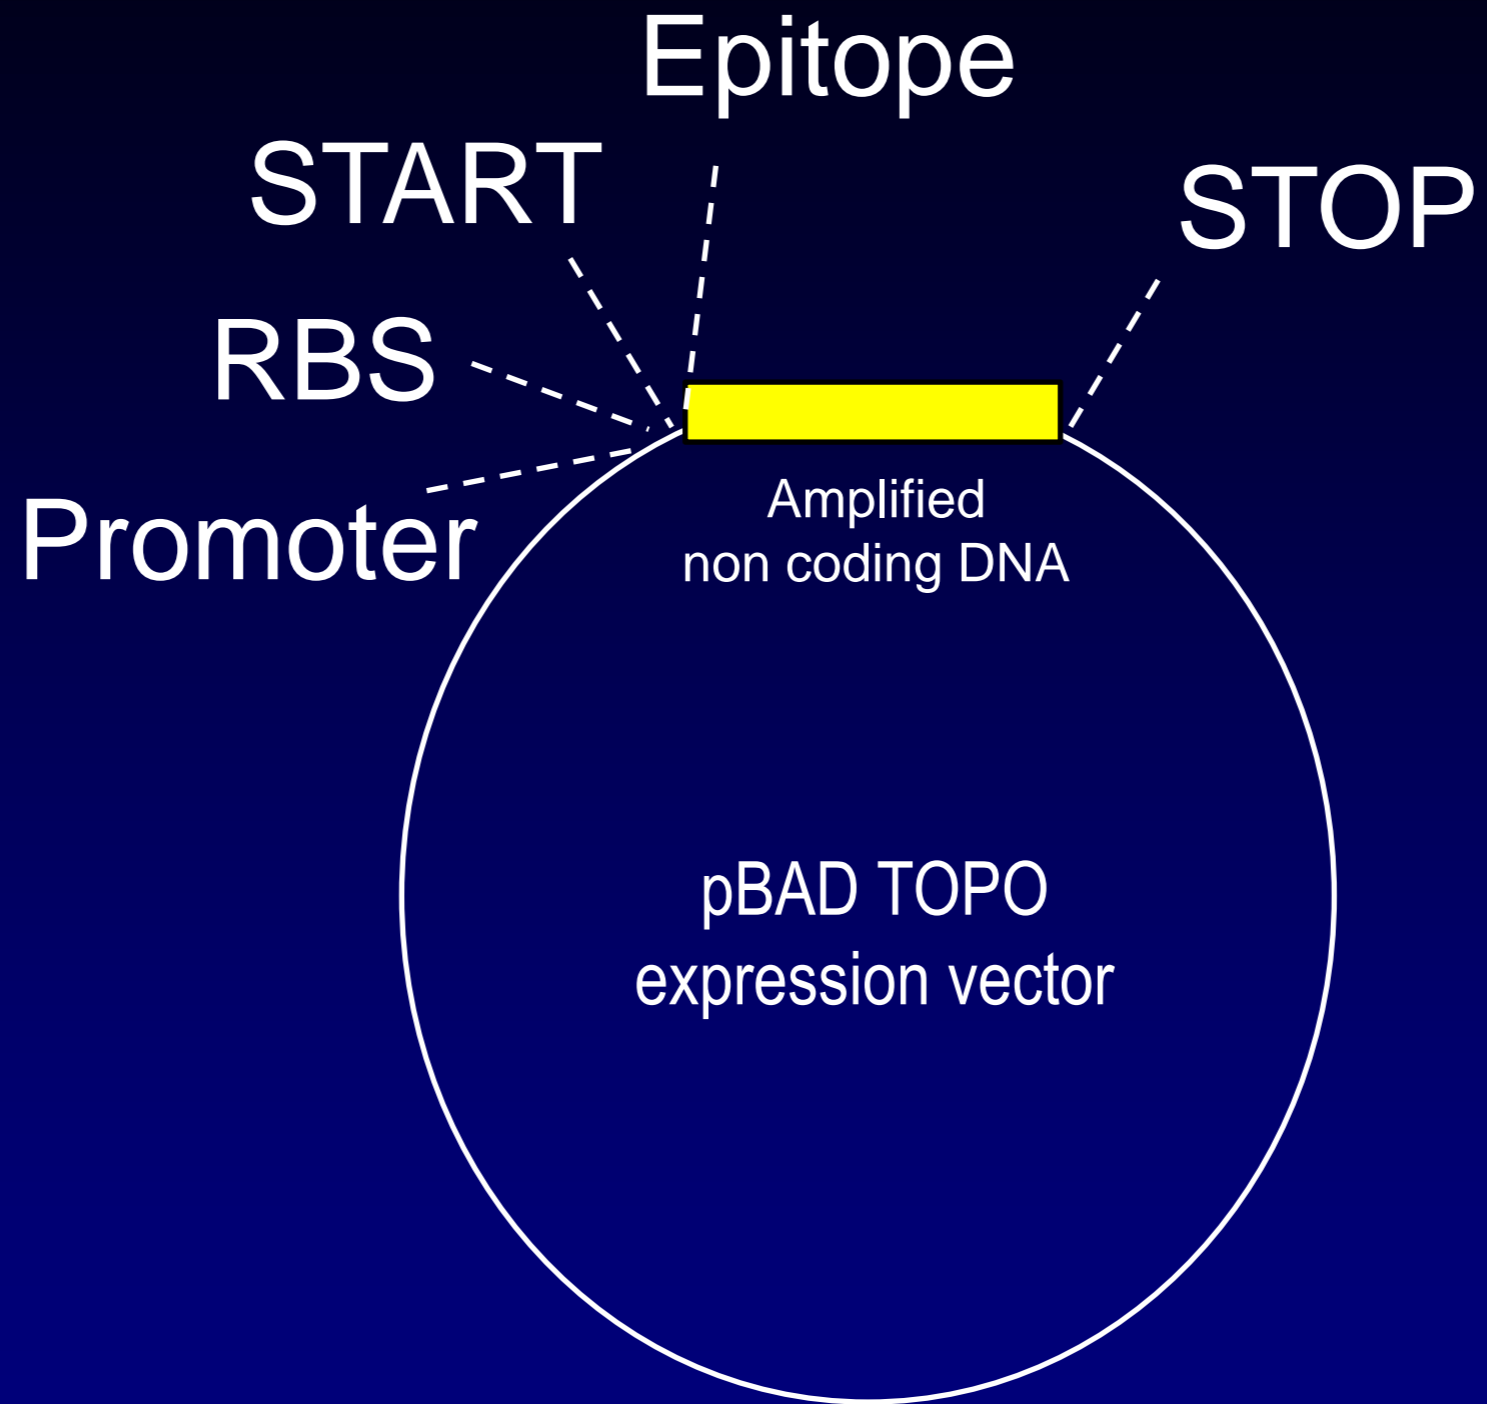 Epitope
START
STOP
RBS
Promoter
Amplified
non coding DNA
pBAD TOPO
expression vector